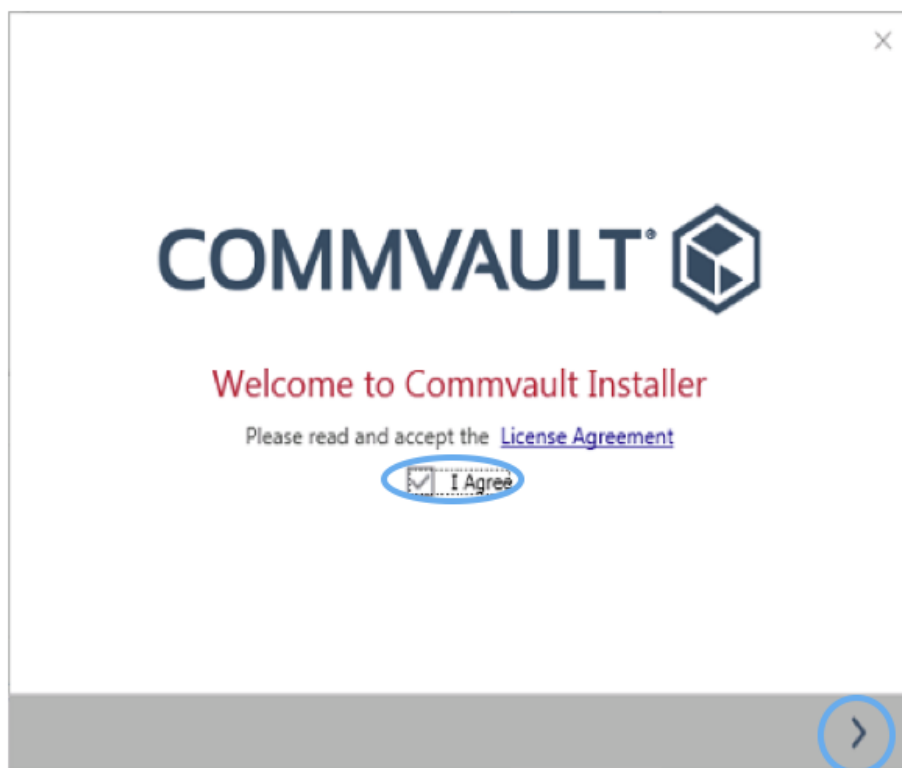 COMMVAULT®
Welcome to Commvault Installer
Please read and accept the License Agreement
I Agree